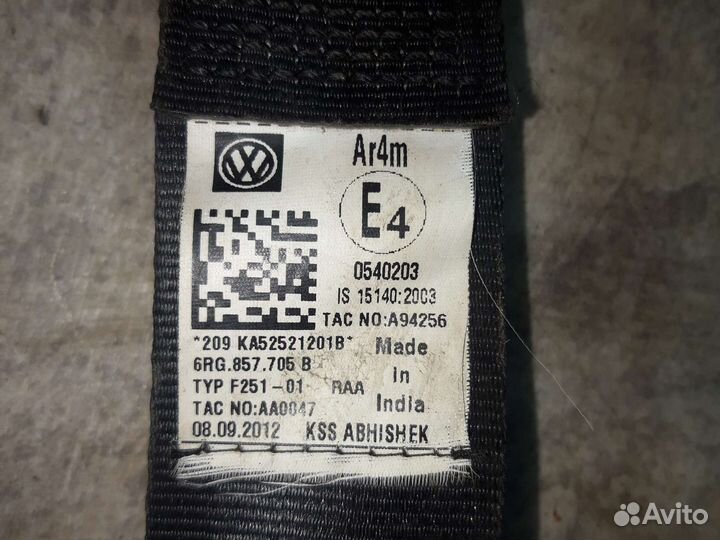 Ar4m
E4
0540203
IS 15140:2003
TAC NO:A94256
*209 KA52521201B*
6RG.857.705 B
TYP F251-01 RAA
TAC NO:AA0047
08.09.2012 KSS ABHISHEK
Made
in
India
Avito